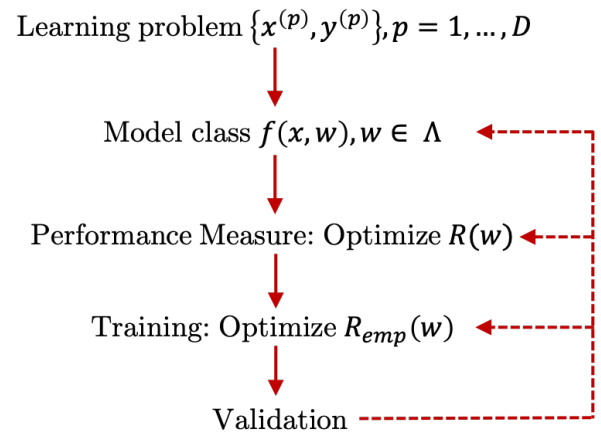 Learning problem {x^(p), y^(p)}, p = 1, ..., D
Model class f(x, w), w ∈ Λ
Performance Measure: Optimize R(w)
Training: Optimize R_emp(w)
Validation